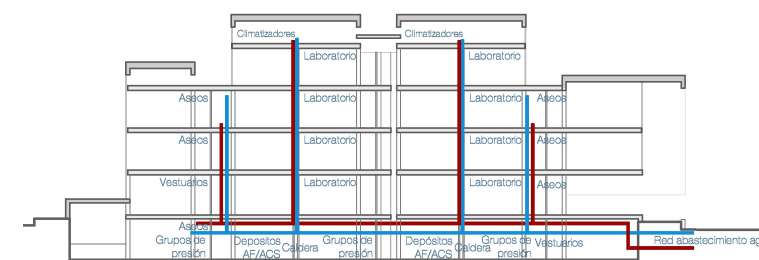 Climatizadores
Climatizadores
Laboratorio
Laboratorio
Aseos
Laboratorio
Laboratorio
Aseos
Aseos
Laboratorio
Laboratorio
Aseos
Vestuarios
Laboratorio
Laboratorio
Aseos
Aseos
Grupos de
presión
Depósitos
AF/ACS
Caldera
Grupos de
presión
Depósitos
AF/ACS
Caldera
Grupos de
presión
Vestuarios
Red abastecimiento ag